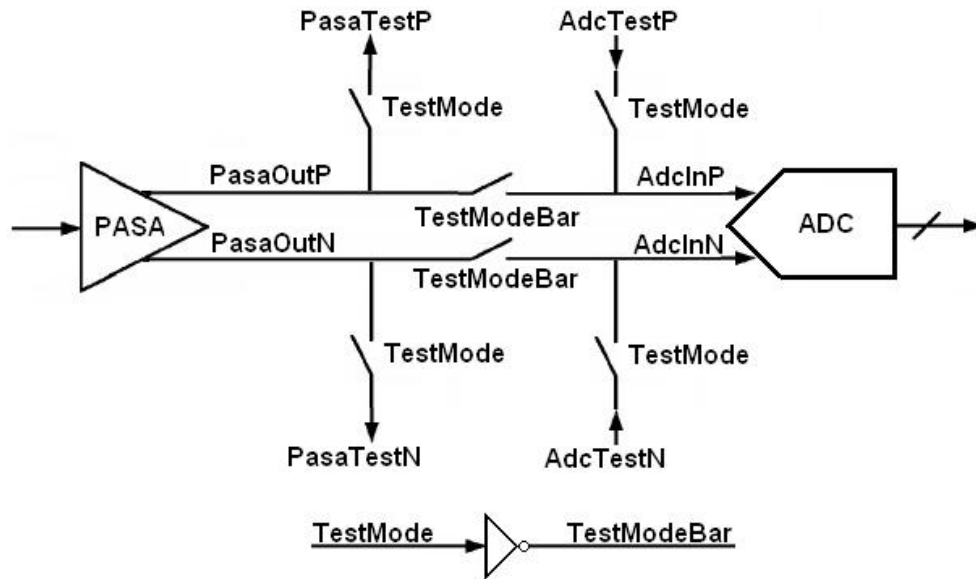 PasaTestP AdcTestP
TestMode TestMode
PasaOutP AdcInP
TestModeBar
PASA ADC
PasaOutN AdcInN
TestModeBar
TestMode TestMode
PasaTestN AdcTestN
TestMode TestModeBar